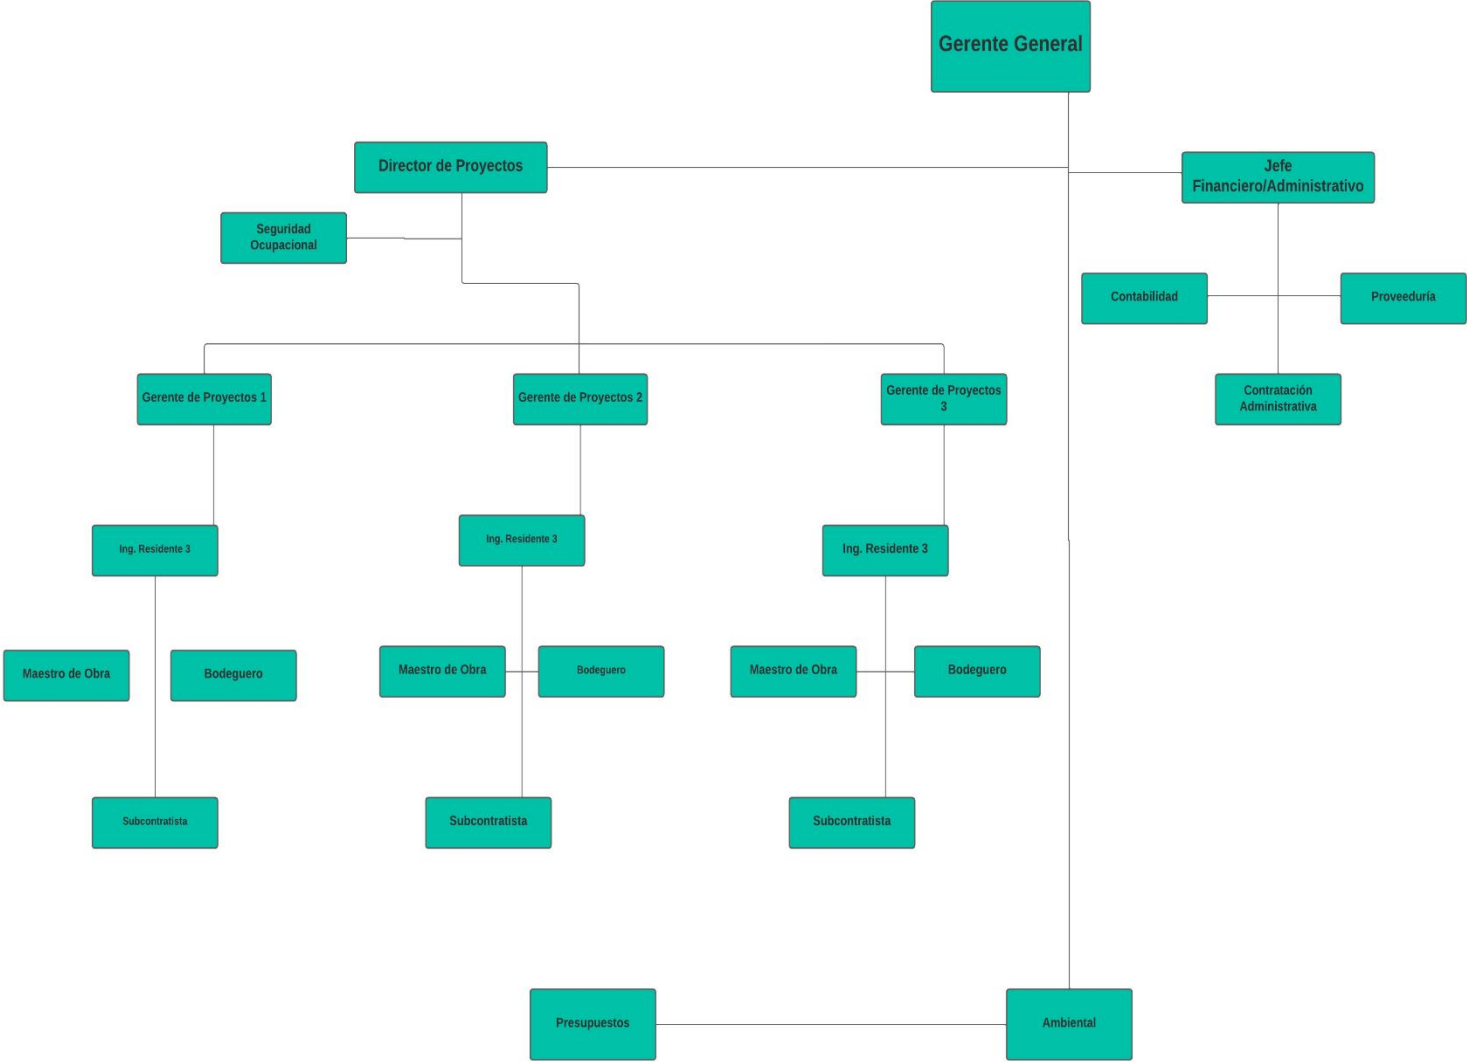 Gerente General
Director de Proyectos
Jefe
Financiero/Administrativo
Seguridad
Ocupacional
Contabilidad
Proveeduría
Gerente de Proyectos 1
Gerente de Proyectos 2
Gerente de Proyectos
3
Contratación
Administrativa
Ing. Residente 3
Ing. Residente 3
Ing. Residente 3
Maestro de Obra
Bodeguero
Maestro de Obra
Bodeguero
Maestro de Obra
Bodeguero
Subcontratista
Subcontratista
Subcontratista
Presupuestos
Ambiental